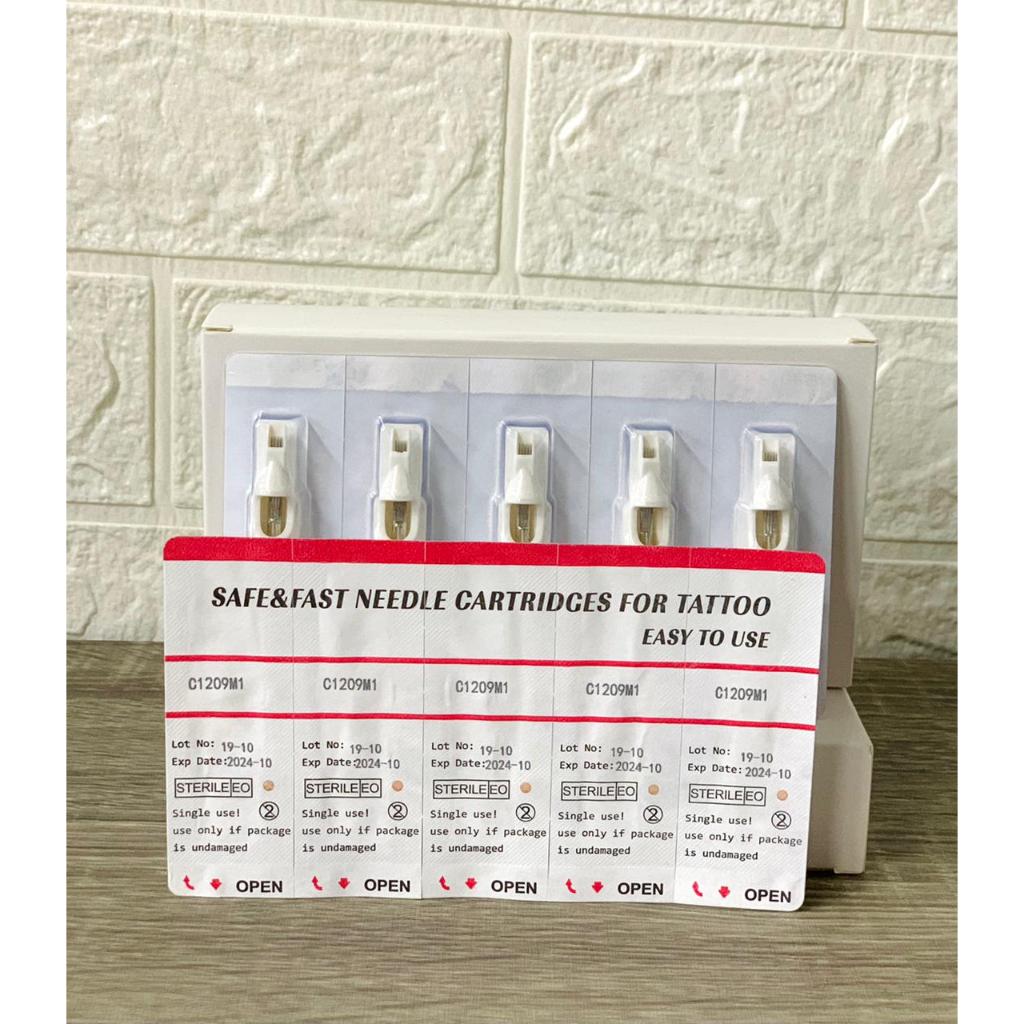 SAFE&FAST NEEDLE CARTRIDGES FOR TATTOO
EASY TO USE
C1209M1 C1209M1 C1209M1 C1209M1 C1209M1
Lot No: 19-10 Lot No: 19-10 Lot No: 19-10 Lot No: 19-10 Lot No: 19-10
Exp Date:2024-10 Exp Date:2024-10 Exp Date:2024-10 Exp Date:2024-10 Exp Date:2024-10
STERILE EO STERILE EO STERILE EO STERILE EO STERILE EO
Single use! 2 Single use! 2 Single use! 2 Single use! 2 Single use! 2
use only if package use only if package use only if package use only if package use only if package
is undamaged is undamaged is undamaged is undamaged is undamaged
OPEN OPEN OPEN OPEN OPEN